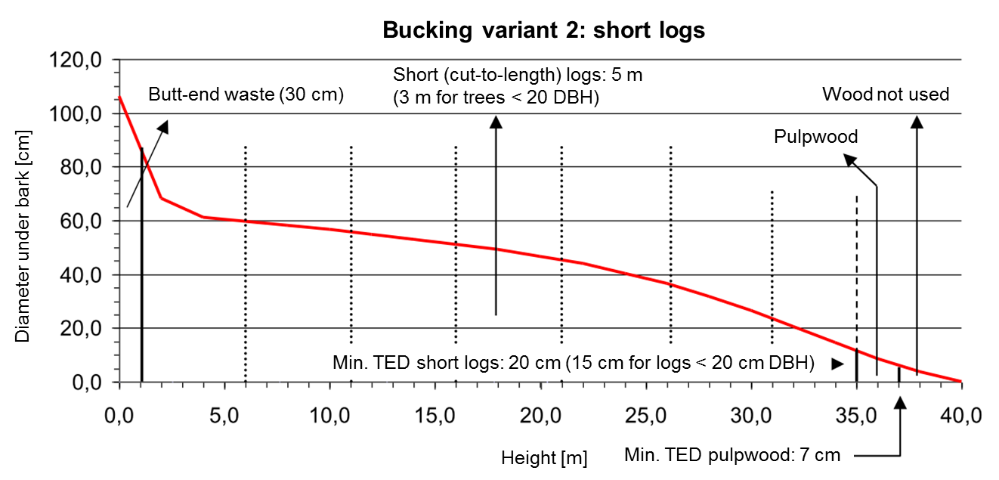 Bucking variant 2: short logs
120,0
100,0
80,0
60,0
40,0
20,0
0,0
Diameter under bark [cm]
Butt-end waste (30 cm)
Short (cut-to-length) logs: 5 m
(3 m for trees < 20 DBH)
Wood not used
Pulpwood
Min. TED short logs: 20 cm (15 cm for logs < 20 cm DBH)
0,0 5,0 10,0 15,0 20,0 25,0 30,0 35,0 40,0
Height [m]
Min. TED pulpwood: 7 cm